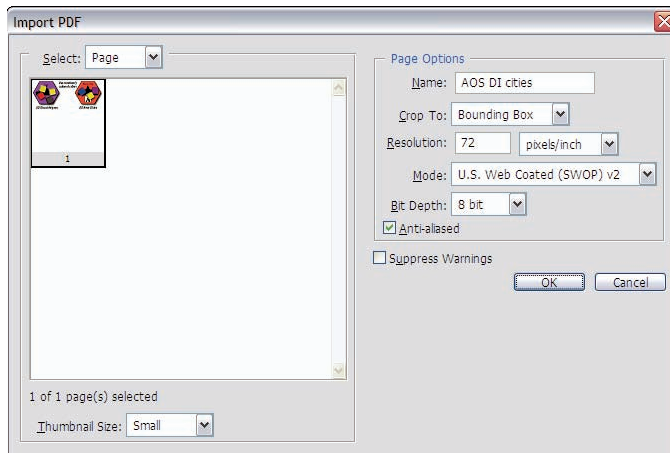 Import PDF
Select: Page
1
1 of 1 page(s) selected
Thumbnail Size: Small
Page Options
Name: AOS DI cities
Crop To: Bounding Box
Resolution: 72 pixels/inch
Mode: U.S. Web Coated (SWOP) v2
Bit Depth: 8 bit
Anti-aliased
Suppress Warnings
OK Cancel